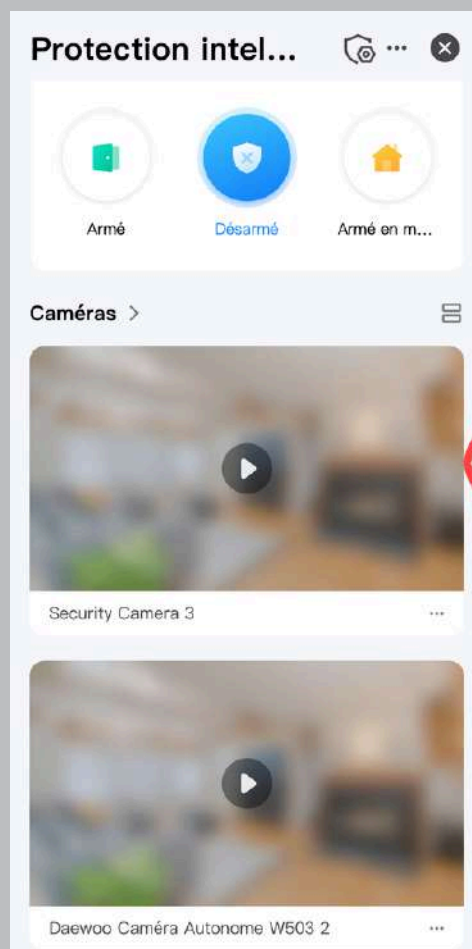 Protection intel...
Armé
Désarmé
Armé en m...
Caméras
Security Camera 3
Daewoo Caméra Autonome W503 2